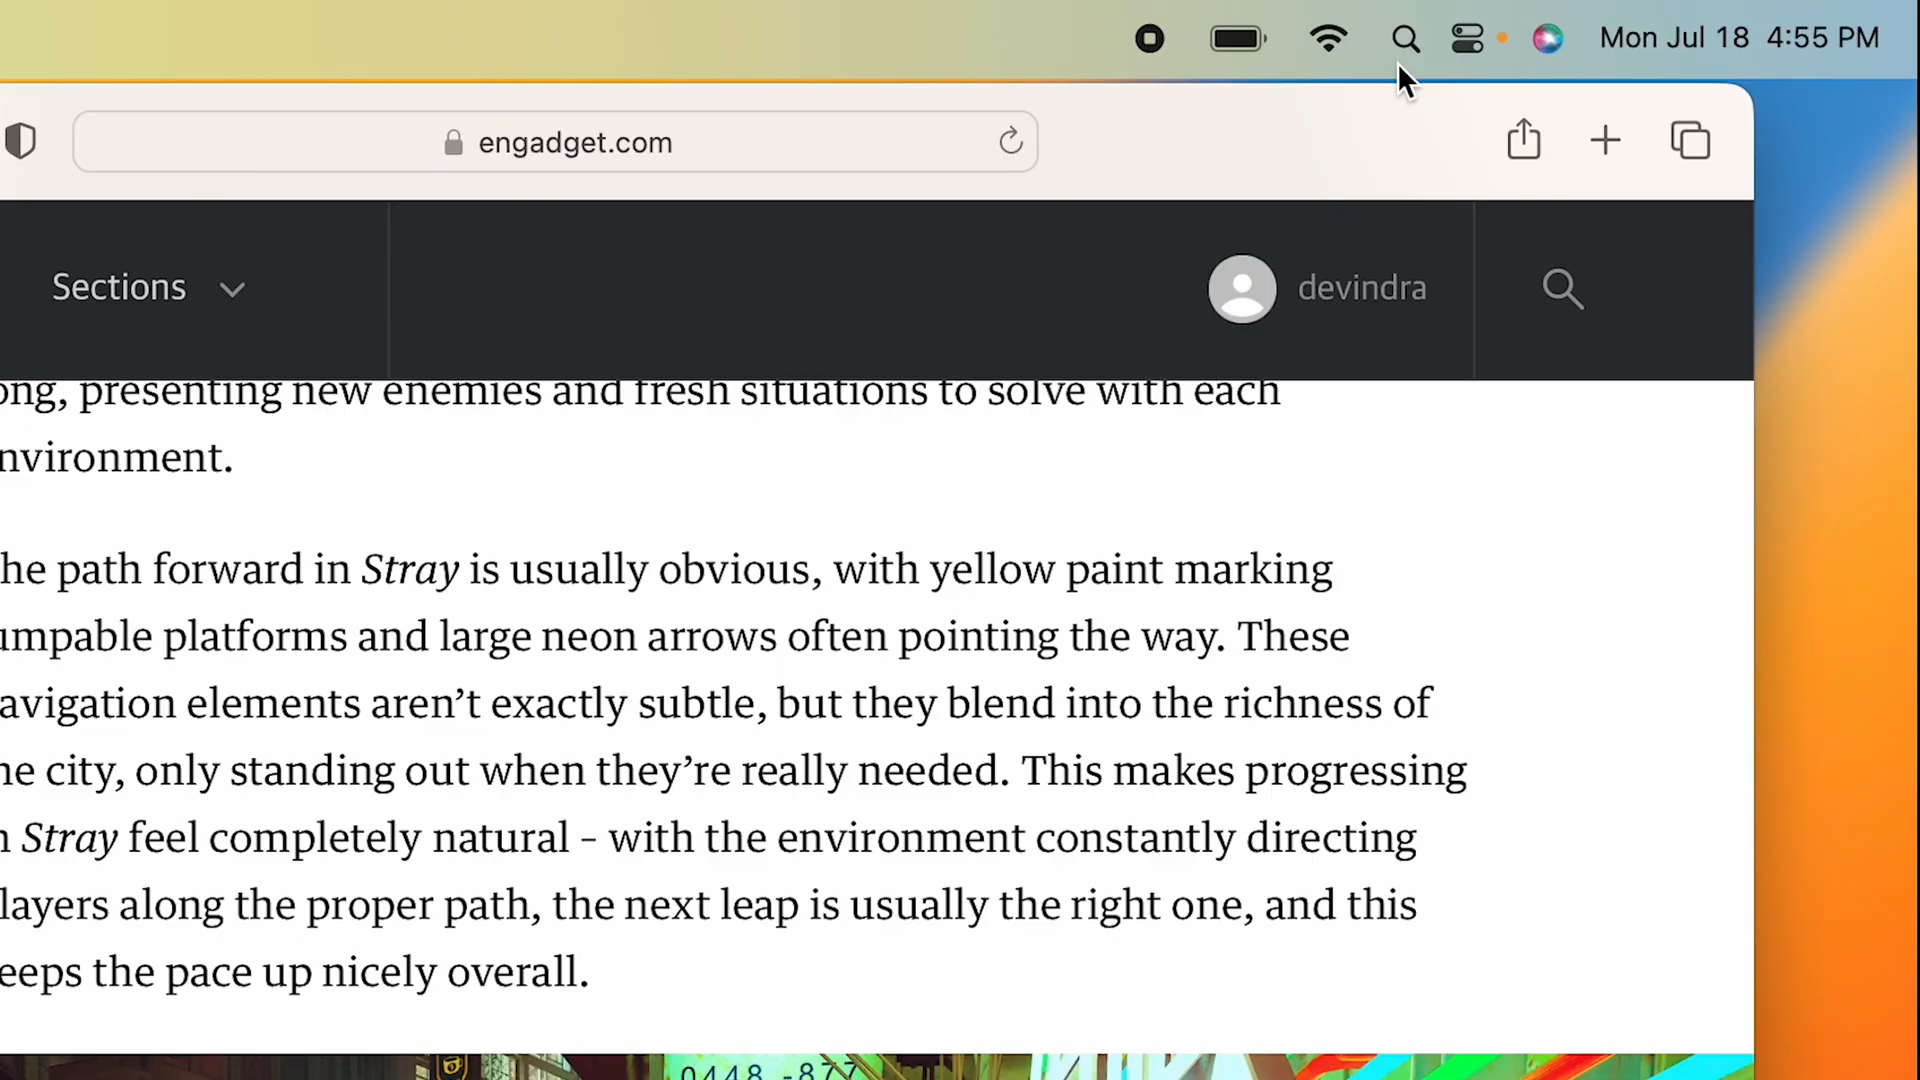 Mon Jul 18 4:55 PM
engadget.com
Sections
devindra
ong, presenting new enemies and fresh situations to solve with each
nvironment.
he path forward in Stray is usually obvious, with yellow paint marking
umpable platforms and large neon arrows often pointing the way. These
avigation elements aren’t exactly subtle, but they blend into the richness of
he city, only standing out when they’re really needed. This makes progressing
n Stray feel completely natural – with the environment constantly directing
layers along the proper path, the next leap is usually the right one, and this
eeps the pace up nicely overall.
0448 -877